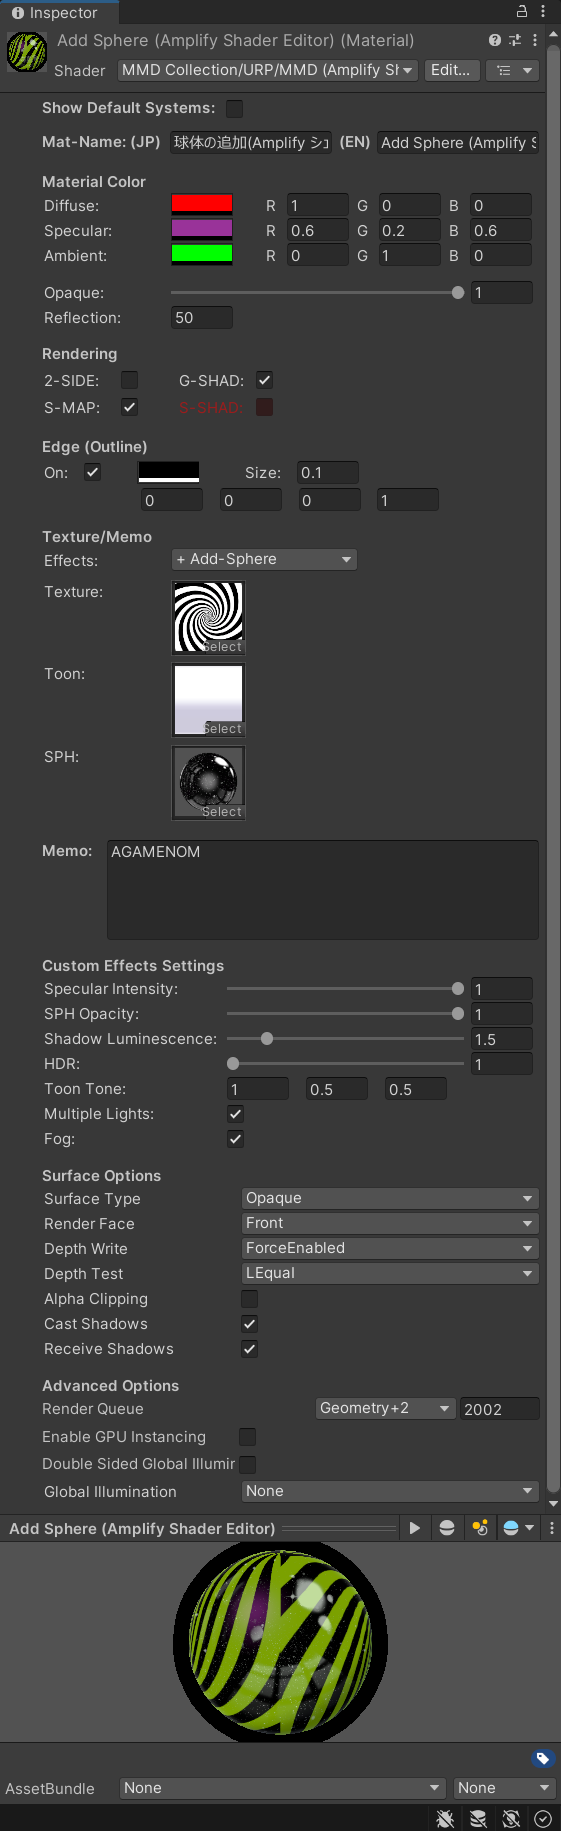 Inspector
Add Sphere (Amplify Shader Editor) (Material)
Shader MMD Collection/URP/MMD (Amplify Sh Edit...
Show Default Systems:
Mat-Name: (JP) 球体の追加(Amplify シェ (EN) Add Sphere (Amplify S
Material Color
Diffuse: R 1 G 0 B 0
Specular: R 0.6 G 0.2 B 0.6
Ambient: R 0 G 1 B 0
Opaque: 1
Reflection: 50
Rendering
2-SIDE: G-SHAD:
S-MAP: S-SHAD:
Edge (Outline)
On: Size: 0.1
0 0 0 1
Texture/Memo
Effects: + Add-Sphere
Texture:
Select
Toon:
Select
SPH:
Select
Memo: AGAMENOM
Custom Effects Settings
Specular Intensity: 1
SPH Opacity: 1
Shadow Luminescence: 1.5
HDR: 1
Toon Tone: 1 0.5 0.5
Multiple Lights:
Fog:
Surface Options
Surface Type Opaque
Render Face Front
Depth Write ForceEnabled
Depth Test LEqual
Alpha Clipping
Cast Shadows
Receive Shadows
Advanced Options
Render Queue Geometry+2 2002
Enable GPU Instancing
Double Sided Global Illumir
Global Illumination None
Add Sphere (Amplify Shader Editor)
AssetBundle None None